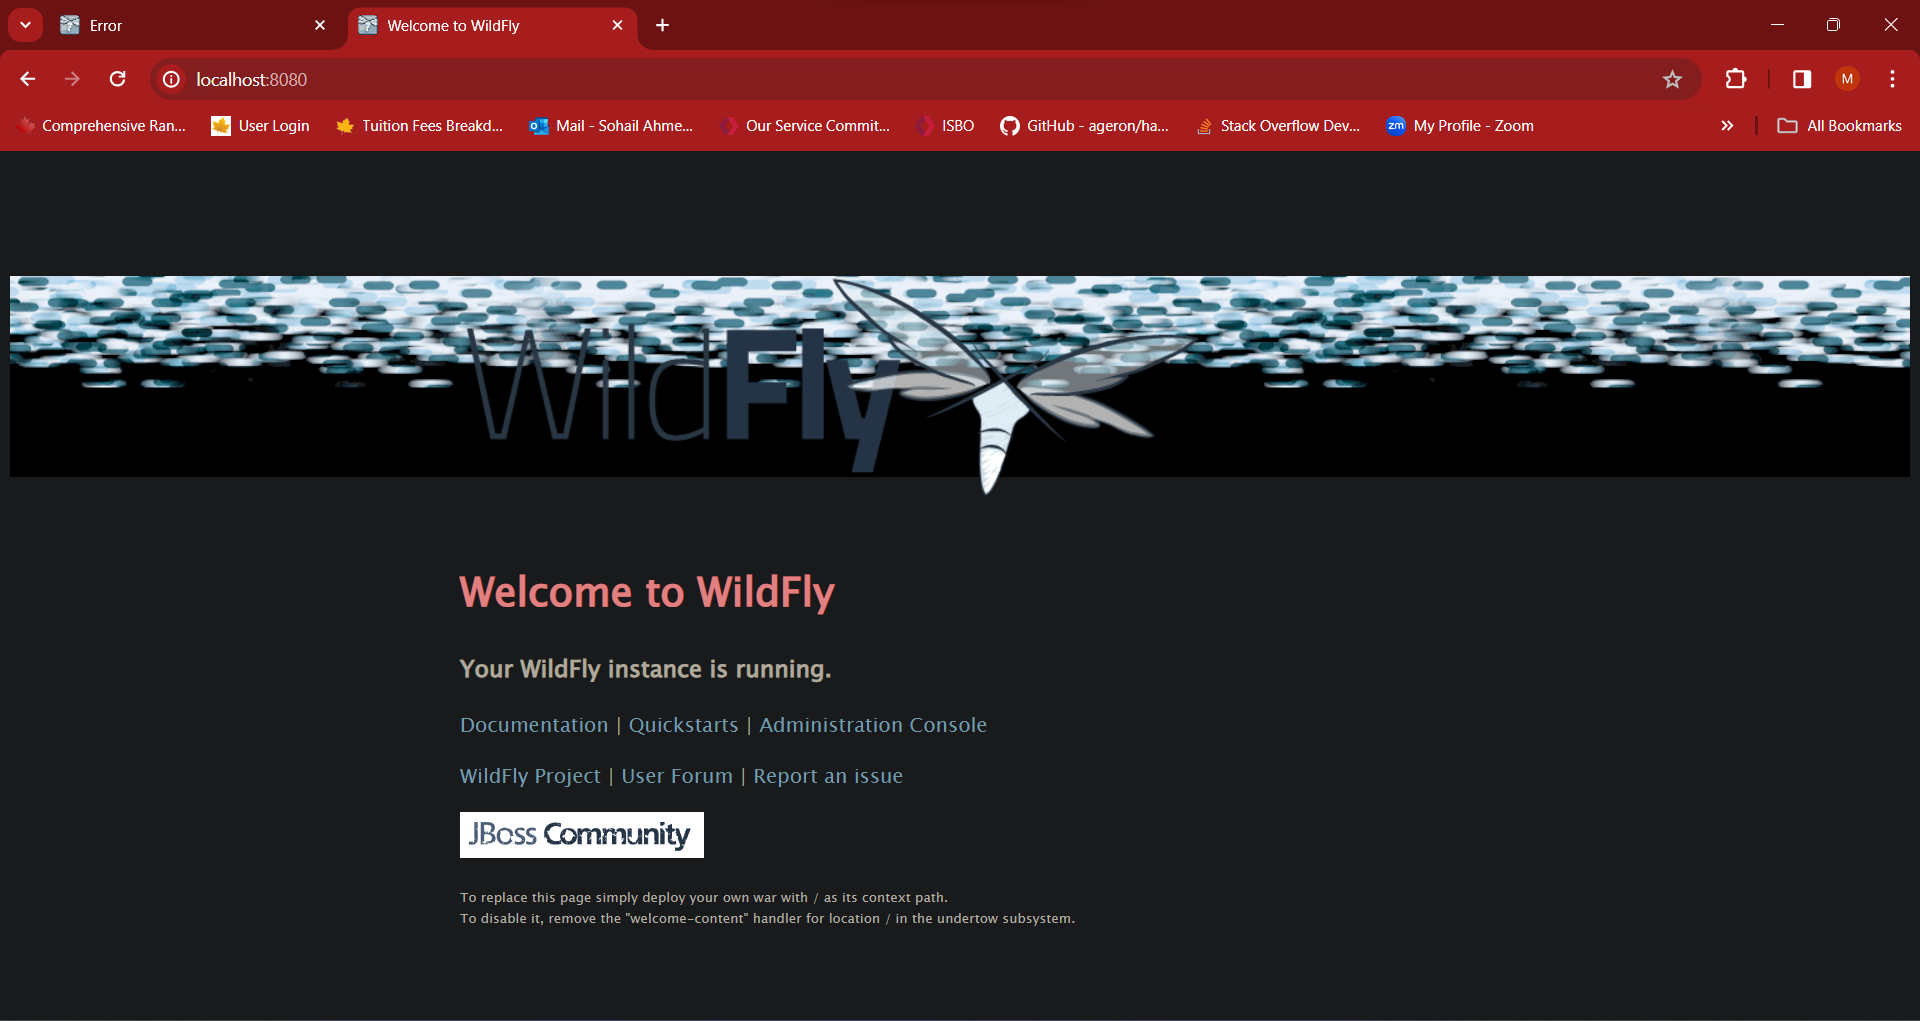 Error
Welcome to WildFly
localhost:8080
M
Comprehensive Ran...
User Login
Tuition Fees Breakd...
Mail - Sohail Ahme...
Our Service Commit...
ISBO
GitHub - ageron/ha...
Stack Overflow Dev...
zm My Profile - Zoom
All Bookmarks
WildFly
Welcome to WildFly
Your WildFly instance is running.
Documentation | Quickstarts | Administration Console
WildFly Project | User Forum | Report an issue
JBoss Community
To replace this page simply deploy your own war with / as its context path.
To disable it, remove the "welcome-content" handler for location / in the undertow subsystem.